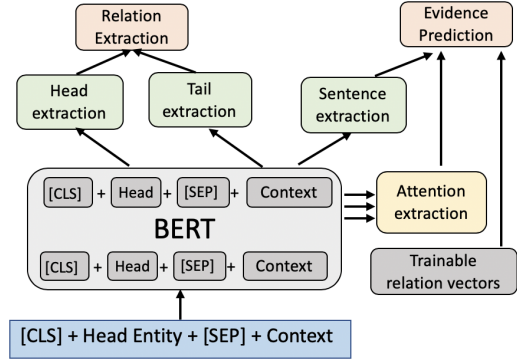 Relation
Extraction
Evidence
Prediction
Head
extraction
Tail
extraction
Sentence
extraction
[CLS] + Head + [SEP] + Context
BERT
[CLS] + Head + [SEP] + Context
Attention
extraction
Trainable
relation vectors
[CLS] + Head Entity + [SEP] + Context